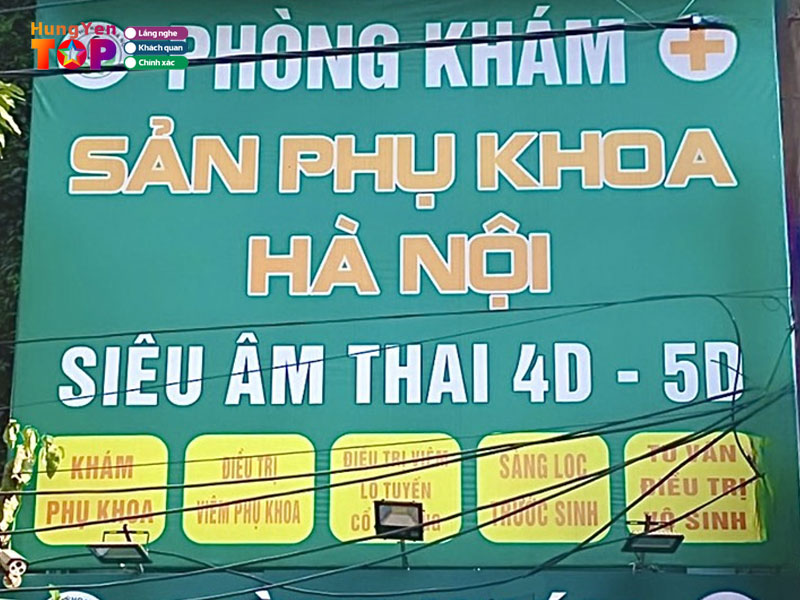 HungYen
TOP
Lắng nghe
Khách quan
Chính xác
PHÒNG KHÁM
SẢN PHỤ KHOA
HÀ NỘI
SIÊU ÂM THAI 4D - 5D
KHÁM
PHỤ KHOA
ĐIỀU TRỊ
VIÊM PHỤ KHOA
ĐIỀU TRỊ VIÊM
LỘ TUYẾN
CỔ
SÀNG LỌC
TRƯỚC SINH
TƯ VẤN
ĐIỀU TRỊ
SINH